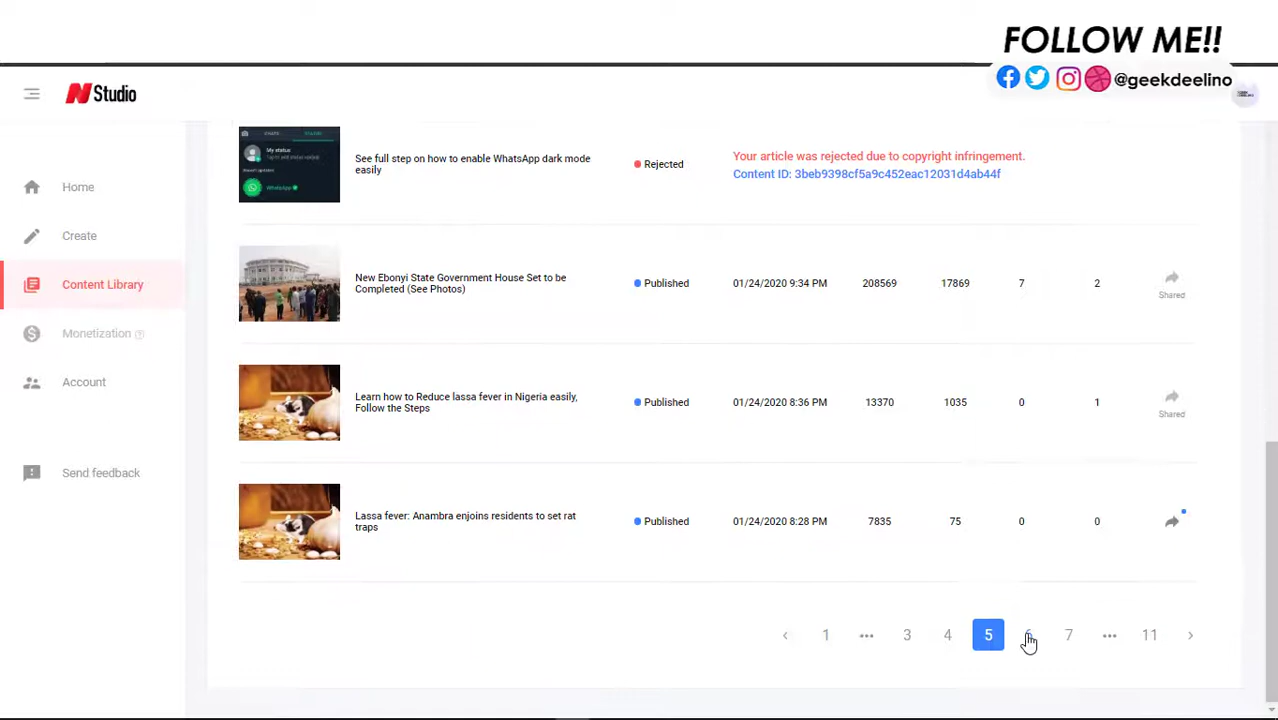 FOLLOW ME!!
@geekdeelino
N Studio
Home
Create
Content Library
Monetization
Account
Send feedback
My status
WhatsApp
See full step on how to enable WhatsApp dark mode
easily
Rejected
Your article was rejected due to copyright infringement.
Content ID: 3beb9398cf5a9c452eac12031d4ab44f
New Ebonyi State Government House Set to be
Completed (See Photos)
Published
01/24/2020 9:34 PM
208569
17869
7
2
Shared
Learn how to Reduce lassa fever in Nigeria easily,
Follow the Steps
Published
01/24/2020 8:36 PM
13370
1035
0
1
Shared
Lassa fever: Anambra enjoins residents to set rat
traps
Published
01/24/2020 8:28 PM
7835
75
0
0
‹ 1 ••• 3 4 5 6 7 ••• 11 ›